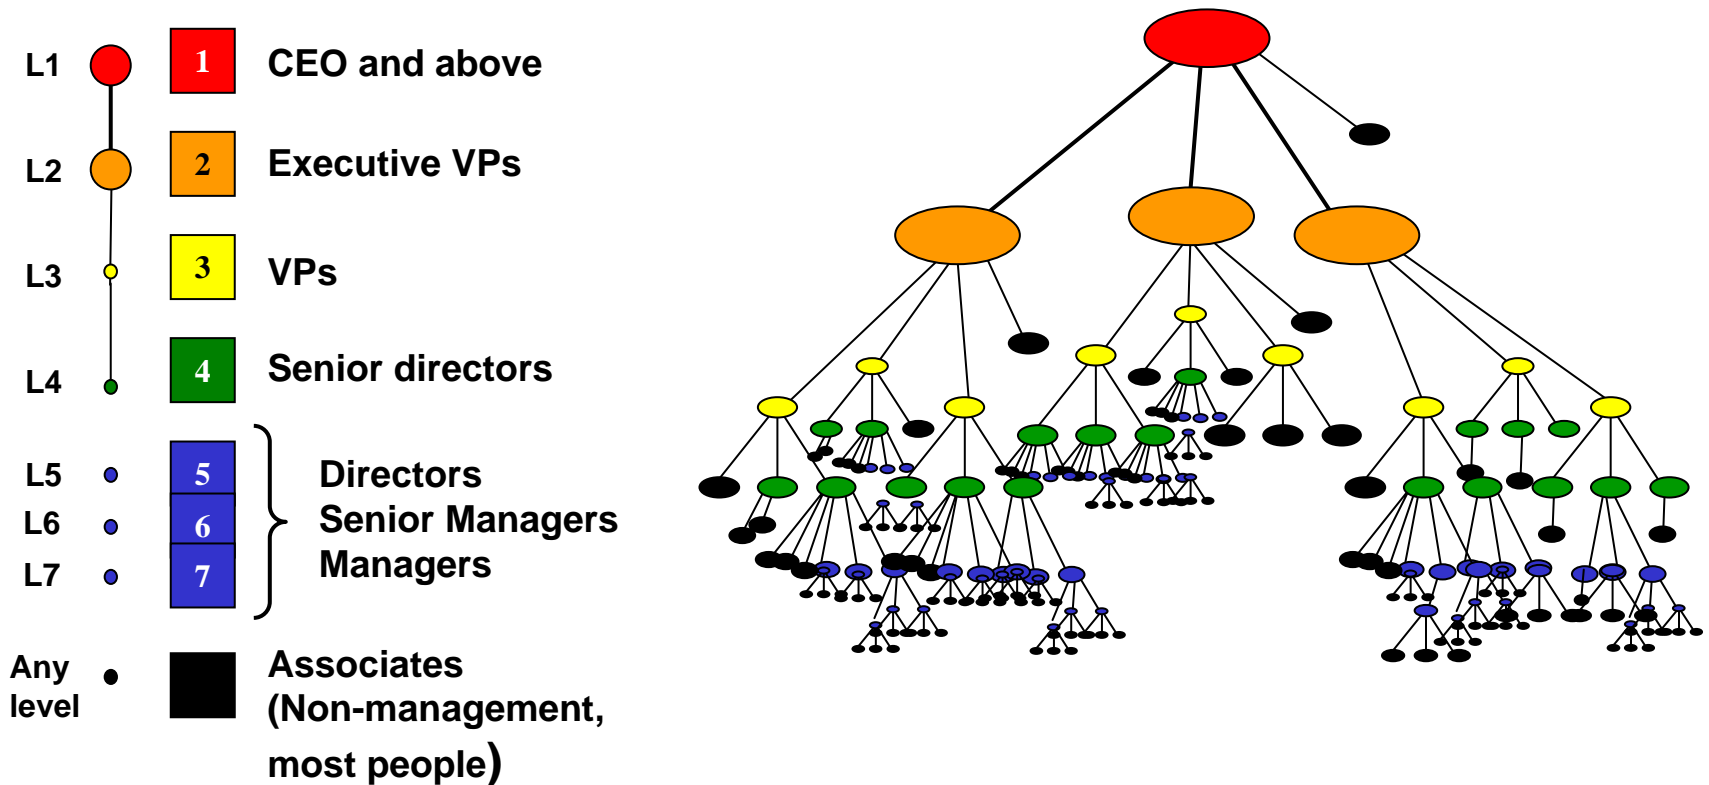 L1 1 CEO and above
L2 2 Executive VPs
L3 3 VPs
L4 4 Senior directors
L5 5 Directors
L6 6 Senior Managers
L7 7 Managers
Any level
Associates
(Non-management,
most people)